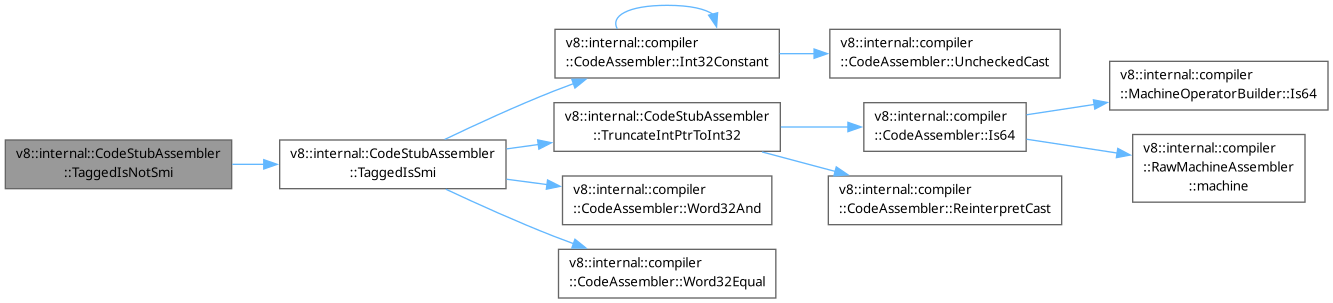 v8::internal::CodeStubAssembler
::TaggedIsNotSmi
v8::internal::CodeStubAssembler
::TaggedIsSmi
v8::internal::compiler
::CodeAssembler::Int32Constant
v8::internal::compiler
::CodeAssembler::UncheckedCast
v8::internal::CodeStubAssembler
::TruncateIntPtrToInt32
v8::internal::compiler
::CodeAssembler::Is64
v8::internal::compiler
::MachineOperatorBuilder::Is64
v8::internal::compiler
::RawMachineAssembler
::machine
v8::internal::compiler
::CodeAssembler::ReinterpretCast
v8::internal::compiler
::CodeAssembler::Word32And
v8::internal::compiler
::CodeAssembler::Word32Equal